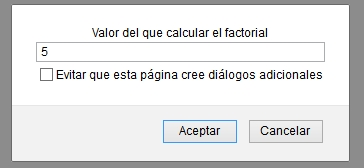 Valor del que calcular el factorial
5
Evitar que esta página cree diálogos adicionales
Aceptar
Cancelar